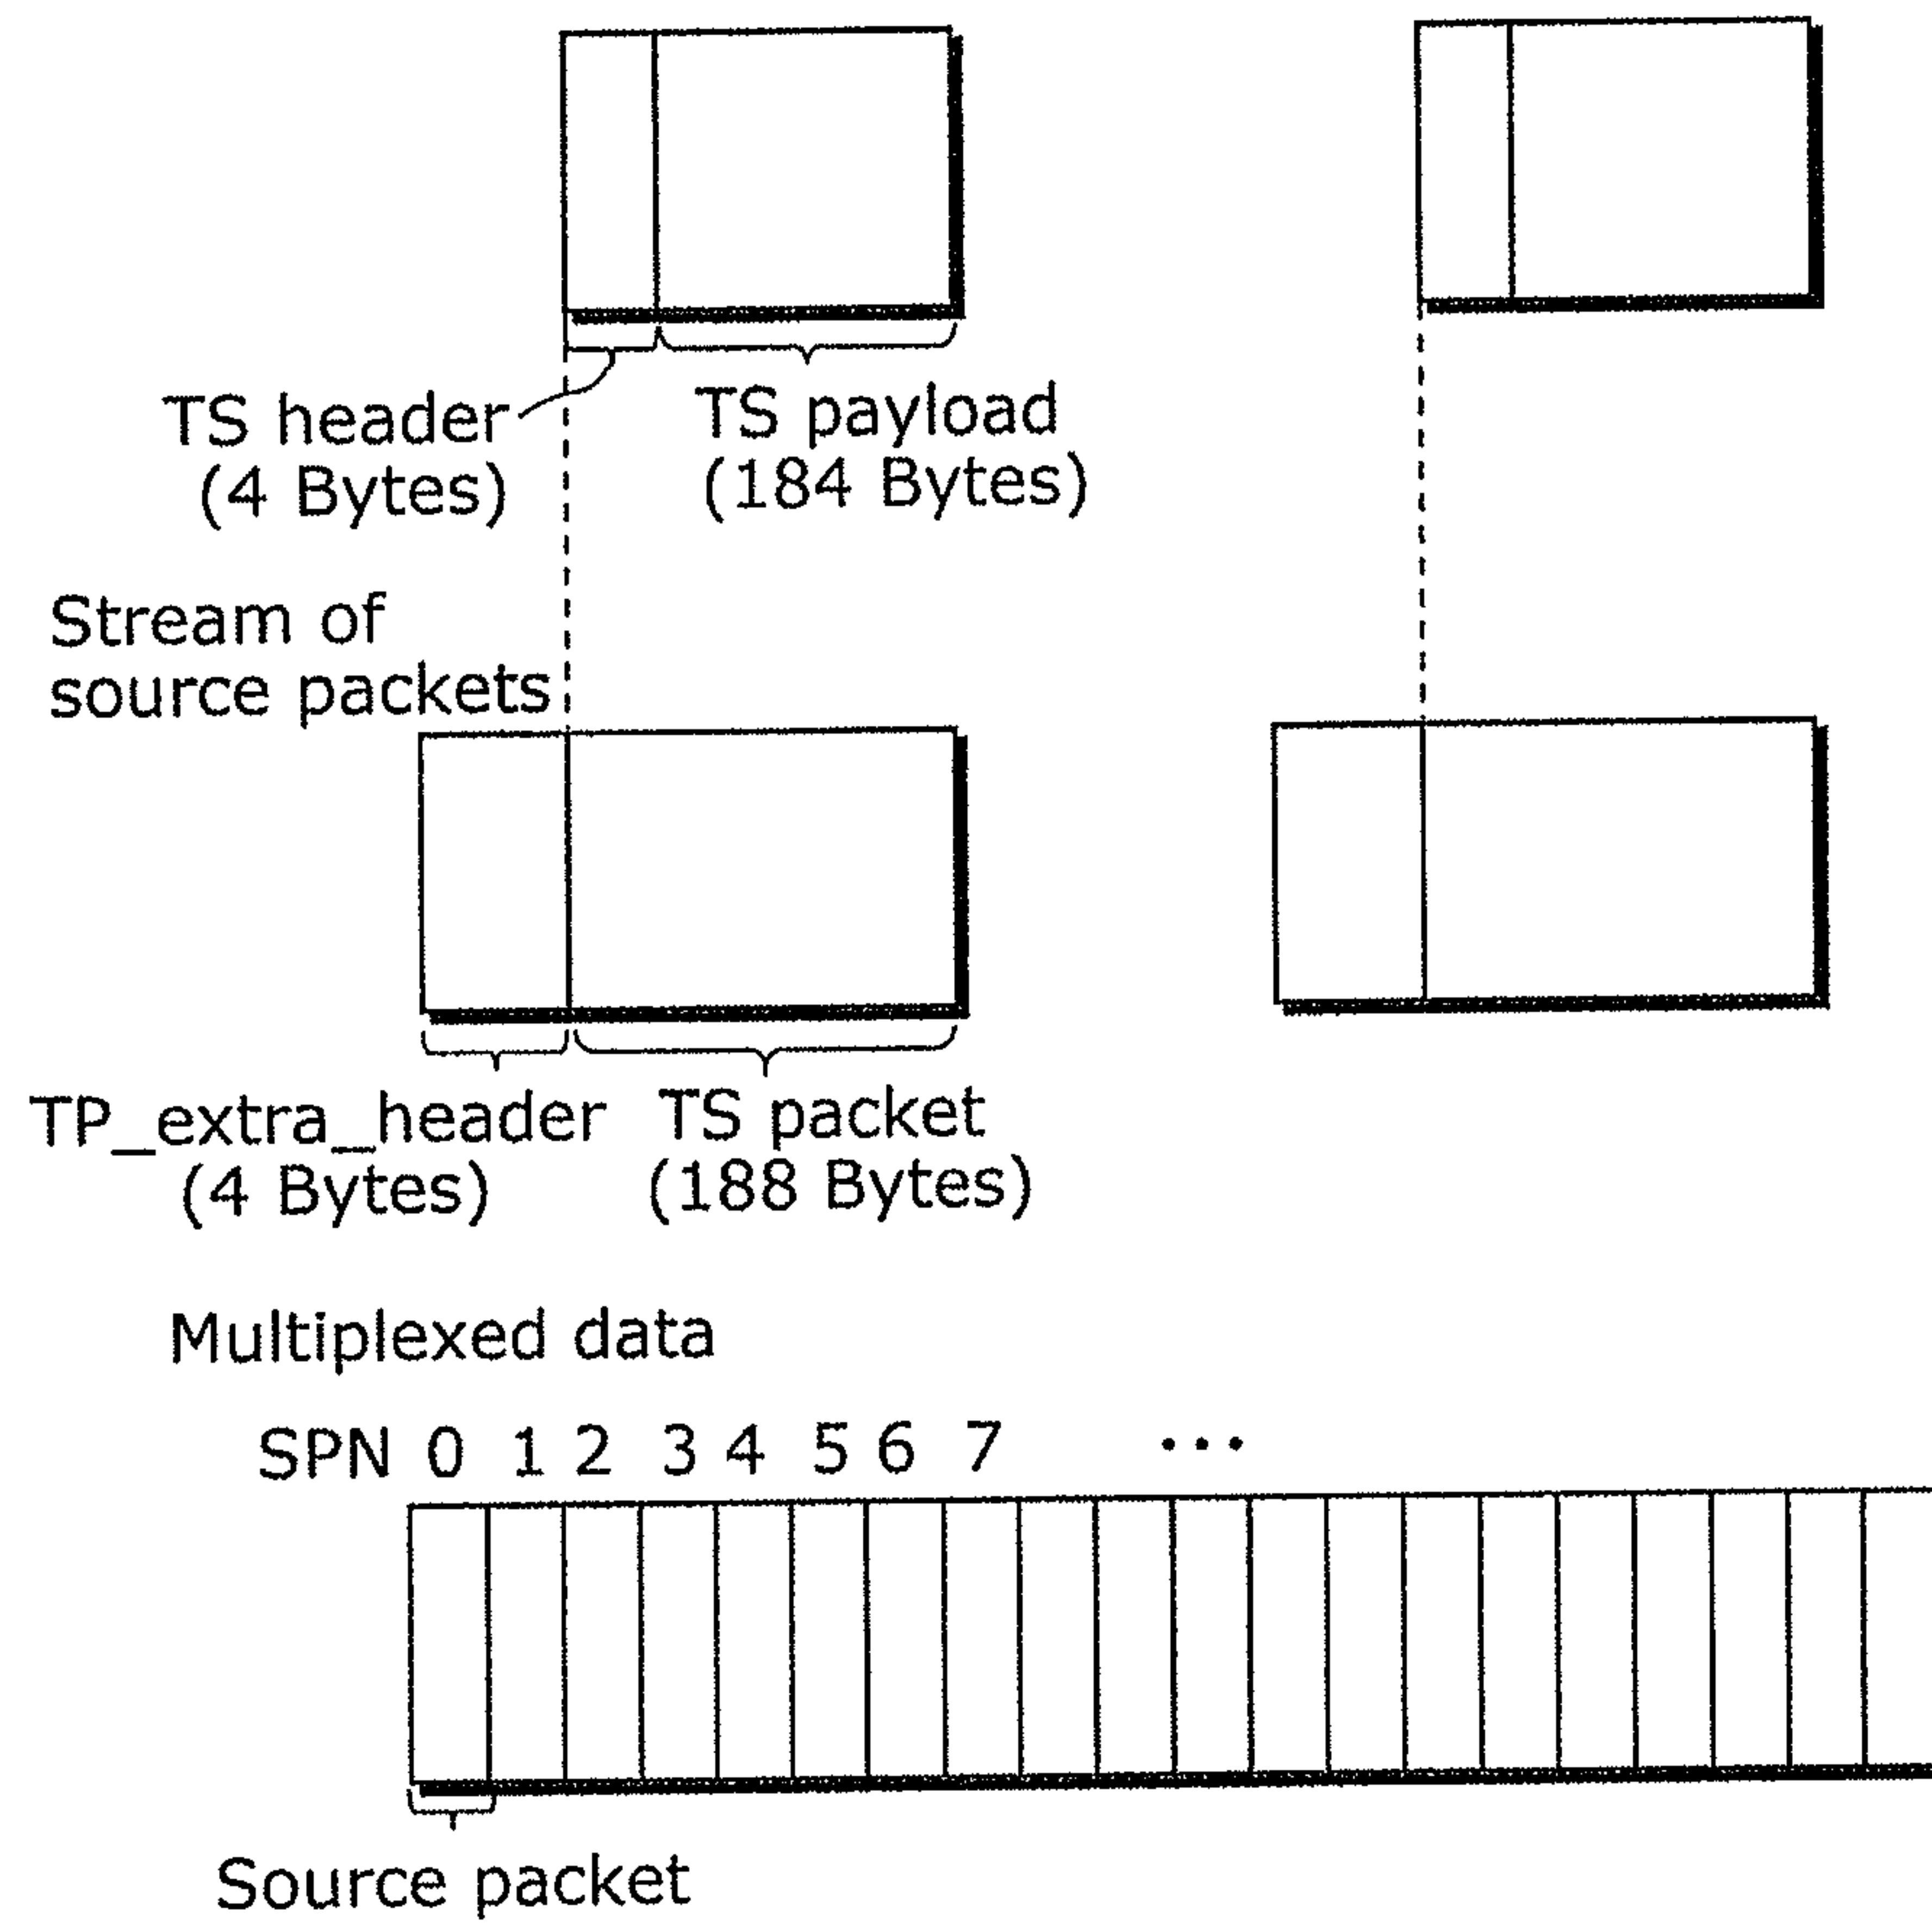 TS header
(4 Bytes)
TS payload
(184 Bytes)
Stream of
source packets
TP_extra_header
(4 Bytes)
TS packet
(188 Bytes)
Multiplexed data
SPN 0 1 2 3 4 5 6 7 ...
Source packet